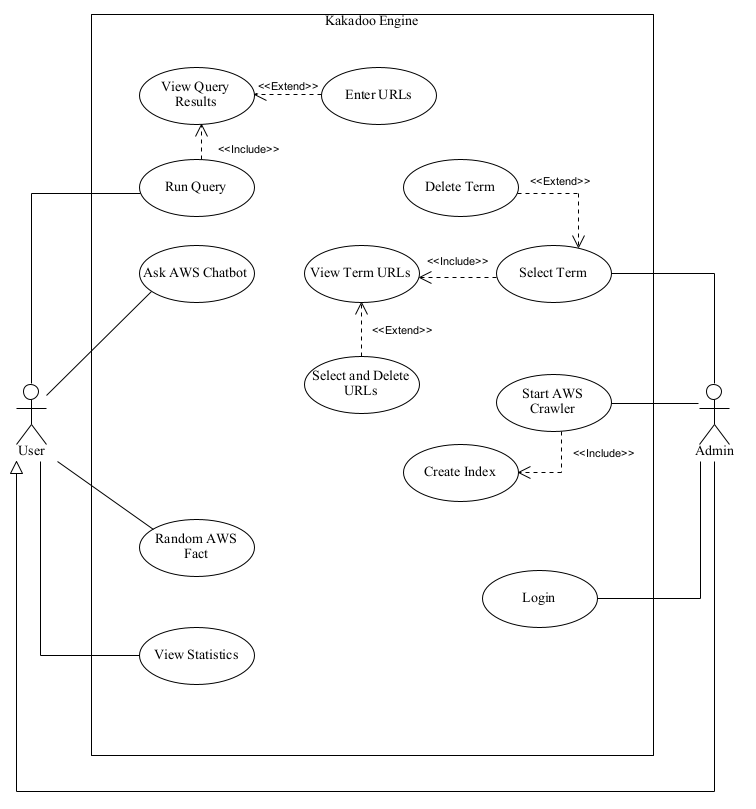 Kakadoo Engine
View Query
Results
<<Extend>>
Enter URLs
<<Include>>
Run Query
Delete Term
<<Extend>>
Ask AWS Chatbot
View Term URLs
<<Include>>
Select Term
<<Extend>>
Select and Delete
URLs
Start AWS
Crawler
User
Admin
<<Include>>
Create Index
Random AWS
Fact
Login
View Statistics